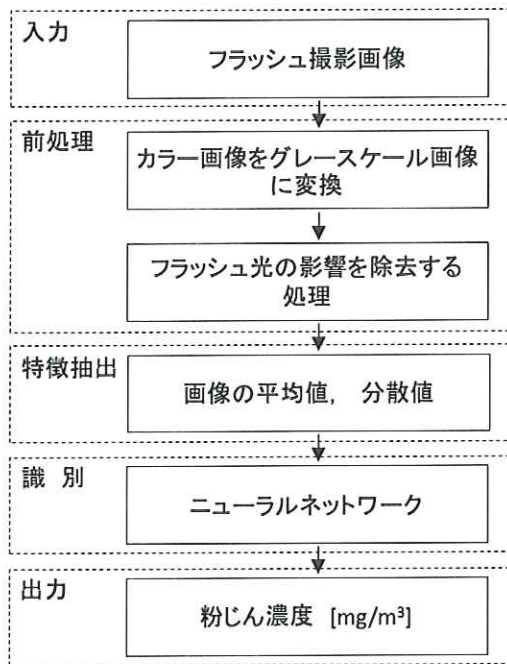 入力
フラッシュ撮影画像
前処理
カラー画像をグレースケール画像
に変換
フラッシュ光の影響を除去する
処理
特徴抽出
画像の平均値， 分散値
識 別
ニューラルネットワーク
出力
粉じん濃度 [mg/m³]